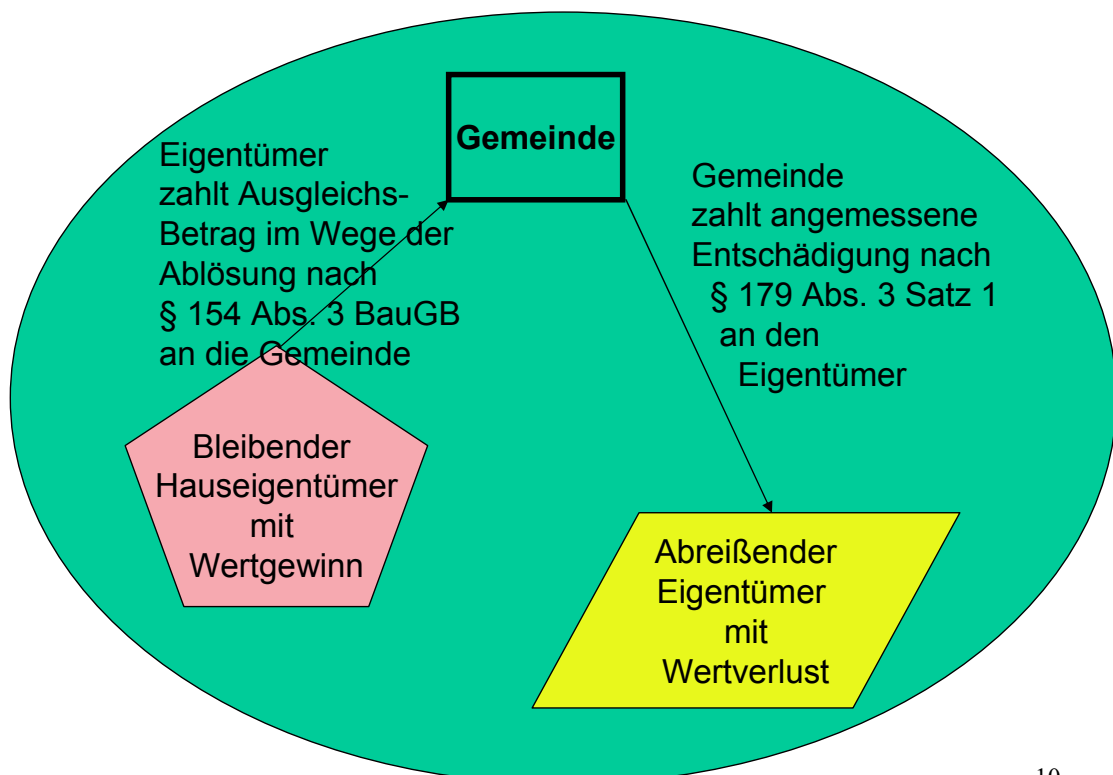 Gemeinde
Eigentümer
zahlt Ausgleichs-
Betrag im Wege der
Ablösung nach
§ 154 Abs. 3 BauGB
an die Gemeinde
Gemeinde
zahlt angemessene
Entschädigung nach
§ 179 Abs. 3 Satz 1
an den
Eigentümer
Bleibender
Hauseigentümer
mit
Wertgewinn
Abreißender
Eigentümer
mit
Wertverlust
10